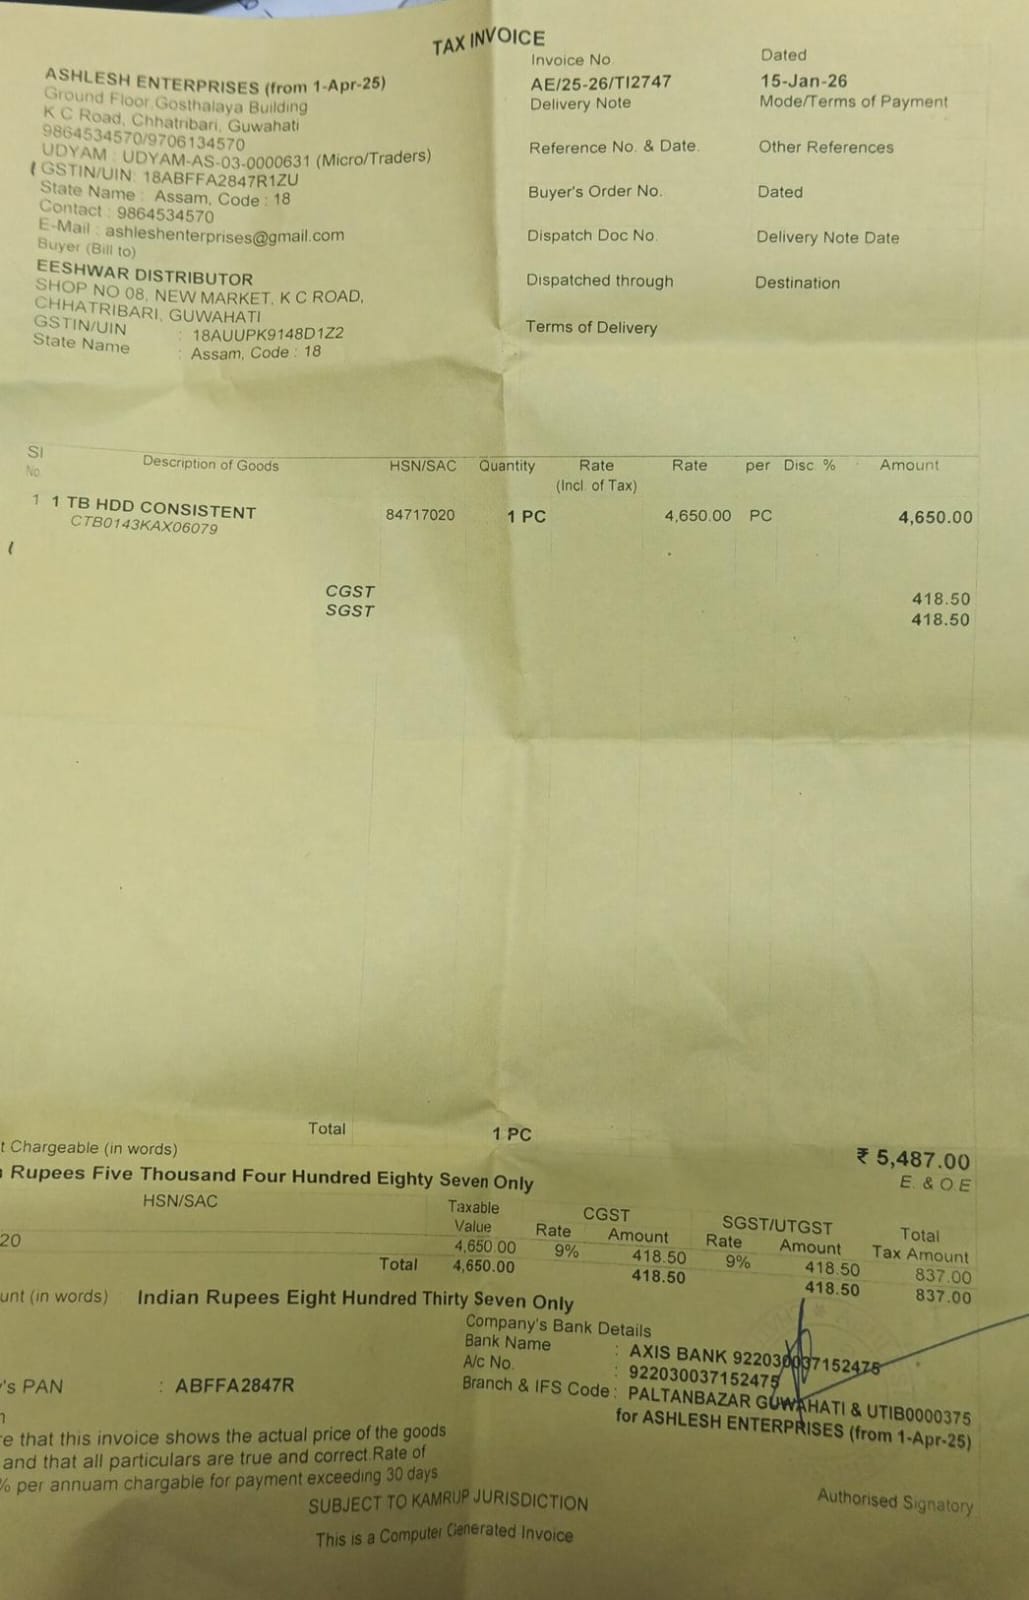 TAX INVOICE
ASHLESH ENTERPRISES (from 1-Apr-25)
Ground Floor Gosthalaya Building
K C Road, Chhatribari, Guwahati
9864534570/9706134570
UDYAM : UDYAM-AS-03-0000631 (Micro/Traders)
GSTIN/UIN: 18ABFFA2847R1ZU
State Name : Assam, Code : 18
Contact : 9864534570
E-Mail : ashleshenterprises@gmail.com
Buyer (Bill to)
EESHWAR DISTRIBUTOR
SHOP NO 08, NEW MARKET, K C ROAD,
CHHATRIBARI, GUWAHATI
GSTIN/UIN : 18AUUPK9148D1Z2
State Name : Assam, Code : 18
Invoice No. Dated
AE/25-26/TI2747 15-Jan-26
Delivery Note Mode/Terms of Payment
Reference No. & Date. Other References
Buyer's Order No. Dated
Dispatch Doc No. Delivery Note Date
Dispatched through Destination
Terms of Delivery
Sl No. Description of Goods HSN/SAC Quantity Rate (Incl. of Tax) Rate per Disc. % Amount
1 1 TB HDD CONSISTENT 84717020 1 PC 4,650.00 PC 4,650.00
CTB0143KAX06079
CGST 418.50
SGST 418.50
Total 1 PC ₹ 5,487.00
t Chargeable (in words) E. & O.E
Rupees Five Thousand Four Hundred Eighty Seven Only
HSN/SAC Taxable Value CGST SGST/UTGST Total Tax Amount
Rate Amount Rate Amount
20 4,650.00 9% 418.50 9% 418.50 837.00
Total 4,650.00 418.50 418.50 837.00
unt (in words) Indian Rupees Eight Hundred Thirty Seven Only
Company's Bank Details
Bank Name : AXIS BANK 922030037152475
A/c No. : 922030037152475
Branch & IFS Code : PALTANBAZAR GUWAHATI & UTIB0000375
's PAN : ABFFA2847R
for ASHLESH ENTERPRISES (from 1-Apr-25)
n
e that this invoice shows the actual price of the goods
and that all particulars are true and correct.Rate of
% per annuam chargable for payment exceeding 30 days
Authorised Signatory
SUBJECT TO KAMRUP JURISDICTION
This is a Computer Generated Invoice